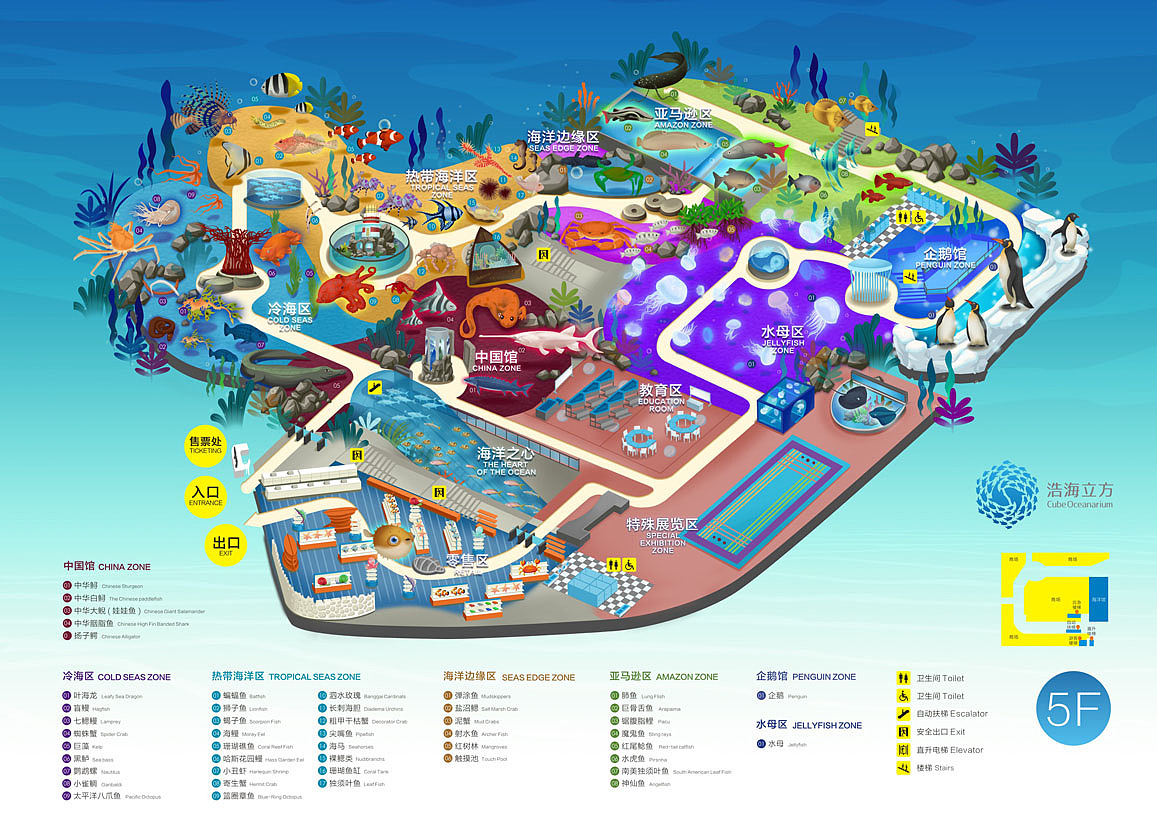 亚马逊区
AMAZON ZONE
海洋边缘区
SEAS EDGE ZONE
热带海洋区
TROPICAL SEAS
ZONE
企鹅馆
PENGUIN ZONE
冷海区
COLD SEAS
ZONE
水母区
JELLYFISH
ZONE
中国馆
CHINA ZONE
教育区
EDUCATION
ROOM
海洋之心
THE HEART
OF THE OCEAN
售票处
TICKETING
入口
ENTRANCE
出口
EXIT
特殊展览区
SPECIAL
EXHIBITION
ZONE
零售区
浩海立方
Cube Oceanarium
中国馆 CHINA ZONE
01 中华鲟 Chinese Sturgeon
02 中华白鲟 The Chinese paddlefish
03 中华大鲵(娃娃鱼) Chinese Giant Salamander
04 中华胭脂鱼 Chinese High Fin Banded Shark
扬子鳄 Chinese Alligator
商场
商场
商场
商场
海洋馆
冷海区 COLD SEAS ZONE
01 叶海龙 Leafy Sea Dragon
02 盲鳗 Hagfish
03 七鳃鳗 Lamprey
04 蜘蛛蟹 Spider Crab
05 巨藻 Kelp
06 黑鲈 Sea bass
07 鹦鹉螺 Nautilus
08 小雀鲷 Garibaldi
09 太平洋八爪鱼 Pacific Octopus
热带海洋区 TROPICAL SEAS ZONE
01 蝙蝠鱼 Batfish
02 狮子鱼 Lionfish
03 蝎子鱼 Scorpion Fish
04 海鳗 Moray Eel
05 珊瑚礁鱼 Coral Reef Fish
06 哈斯花园鳗 Hass Garden Eel
07 小丑虾 Harlequin Shrimp
08 寄生蟹 Hermit Crab
09 蓝圈章鱼 Blue-Ring Octopus
10 泗水玫瑰 Banggai Cardinals
11 长刺海胆 Diadema Urchins
12 粗甲干枯蟹 Decorator Crab
13 尖嘴鱼 Pipefish
14 海马 Seahorses
15 裸鳃类 Nudibranchs
16 珊瑚鱼缸 Coral Tank
17 独须叶鱼 Leaf Fish
海洋边缘区 SEAS EDGE ZONE
01 弹涂鱼 Mudskippers
02 盐沼蟹 Salt Marsh Crab
03 泥蟹 Mud Crabs
04 射水鱼 Archer Fish
05 红树林 Mangroves
06 触摸池 Touch Pool
亚马逊区 AMAZON ZONE
01 肺鱼 Lung Fish
02 巨骨舌鱼 Arapaima
03 锯腹脂鲤 Pacu
04 魔鬼鱼 Sting rays
05 红尾鲶鱼 Red-tail catfish
06 水虎鱼 Piranha
07 南美独须叶鱼 South American Leaf Fish
08 神仙鱼 Angelfish
企鹅馆 PENGUIN ZONE
01 企鹅 Penguin
水母区 JELLYFISH ZONE
01 水母 Jellyfish
卫生间 Toilet
卫生间 Toilet
自动扶梯 Escalator
安全出口 Exit
直升电梯 Elevator
楼梯 Stairs
5F